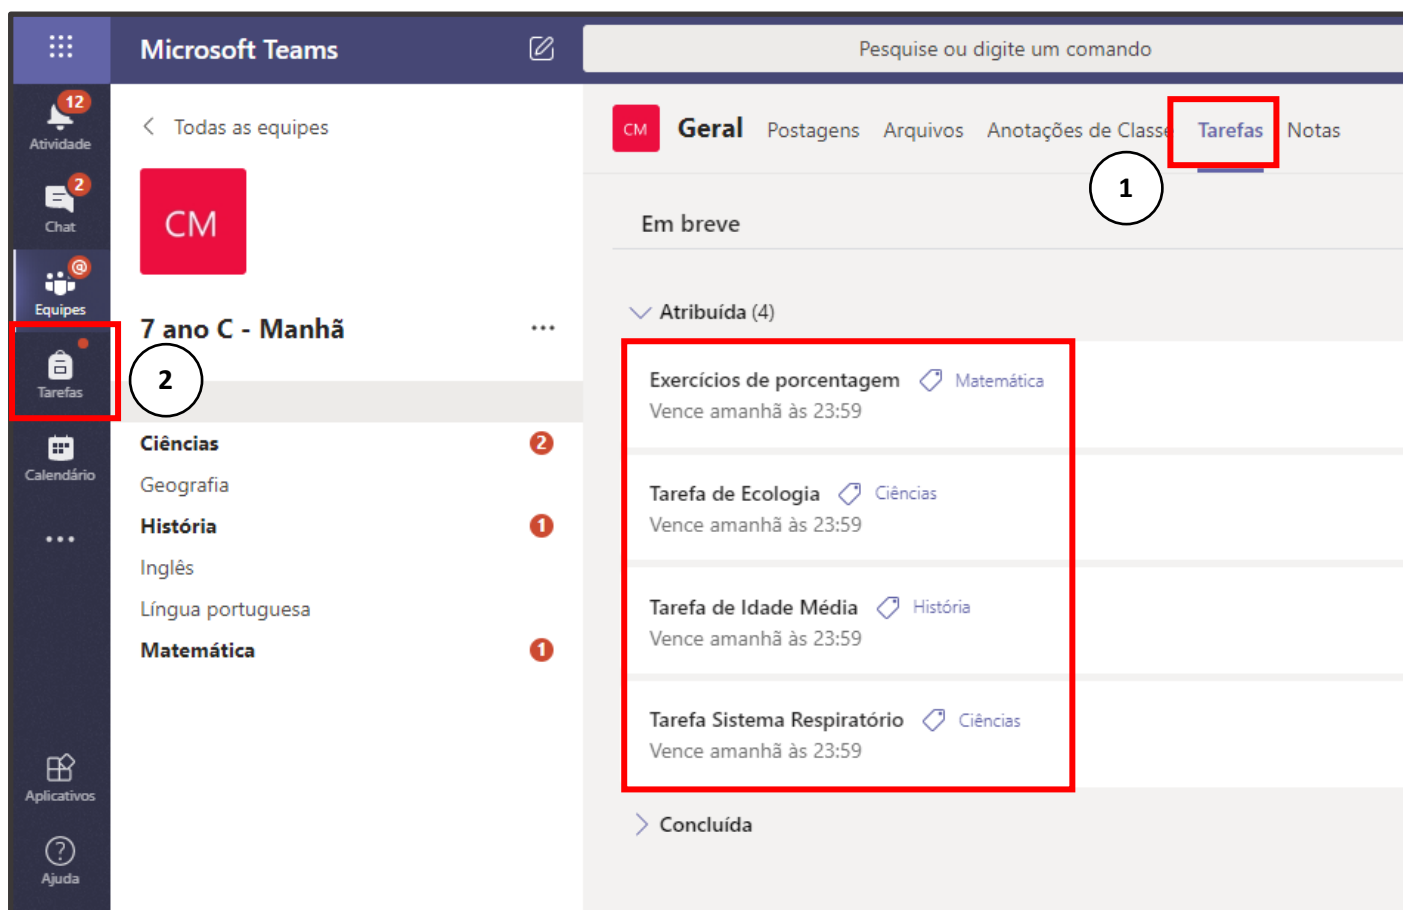 Microsoft Teams
Pesquise ou digite um comando
12
Atividade
2
Chat
@
Equipes
Tarefas
2
Calendário
Aplicativos
?
Ajuda
Todas as equipes
CM
7 ano C - Manhã
Ciências 2
Geografia
História 1
Inglês
Língua portuguesa
Matemática 1
CM Geral Postagens Arquivos Anotações de Classe Tarefas Notas
1
Em breve
Atribuída (4)
Exercícios de porcentagem Matemática
Vence amanhã às 23:59
Tarefa de Ecologia Ciências
Vence amanhã às 23:59
Tarefa de Idade Média História
Vence amanhã às 23:59
Tarefa Sistema Respiratório Ciências
Vence amanhã às 23:59
Concluída